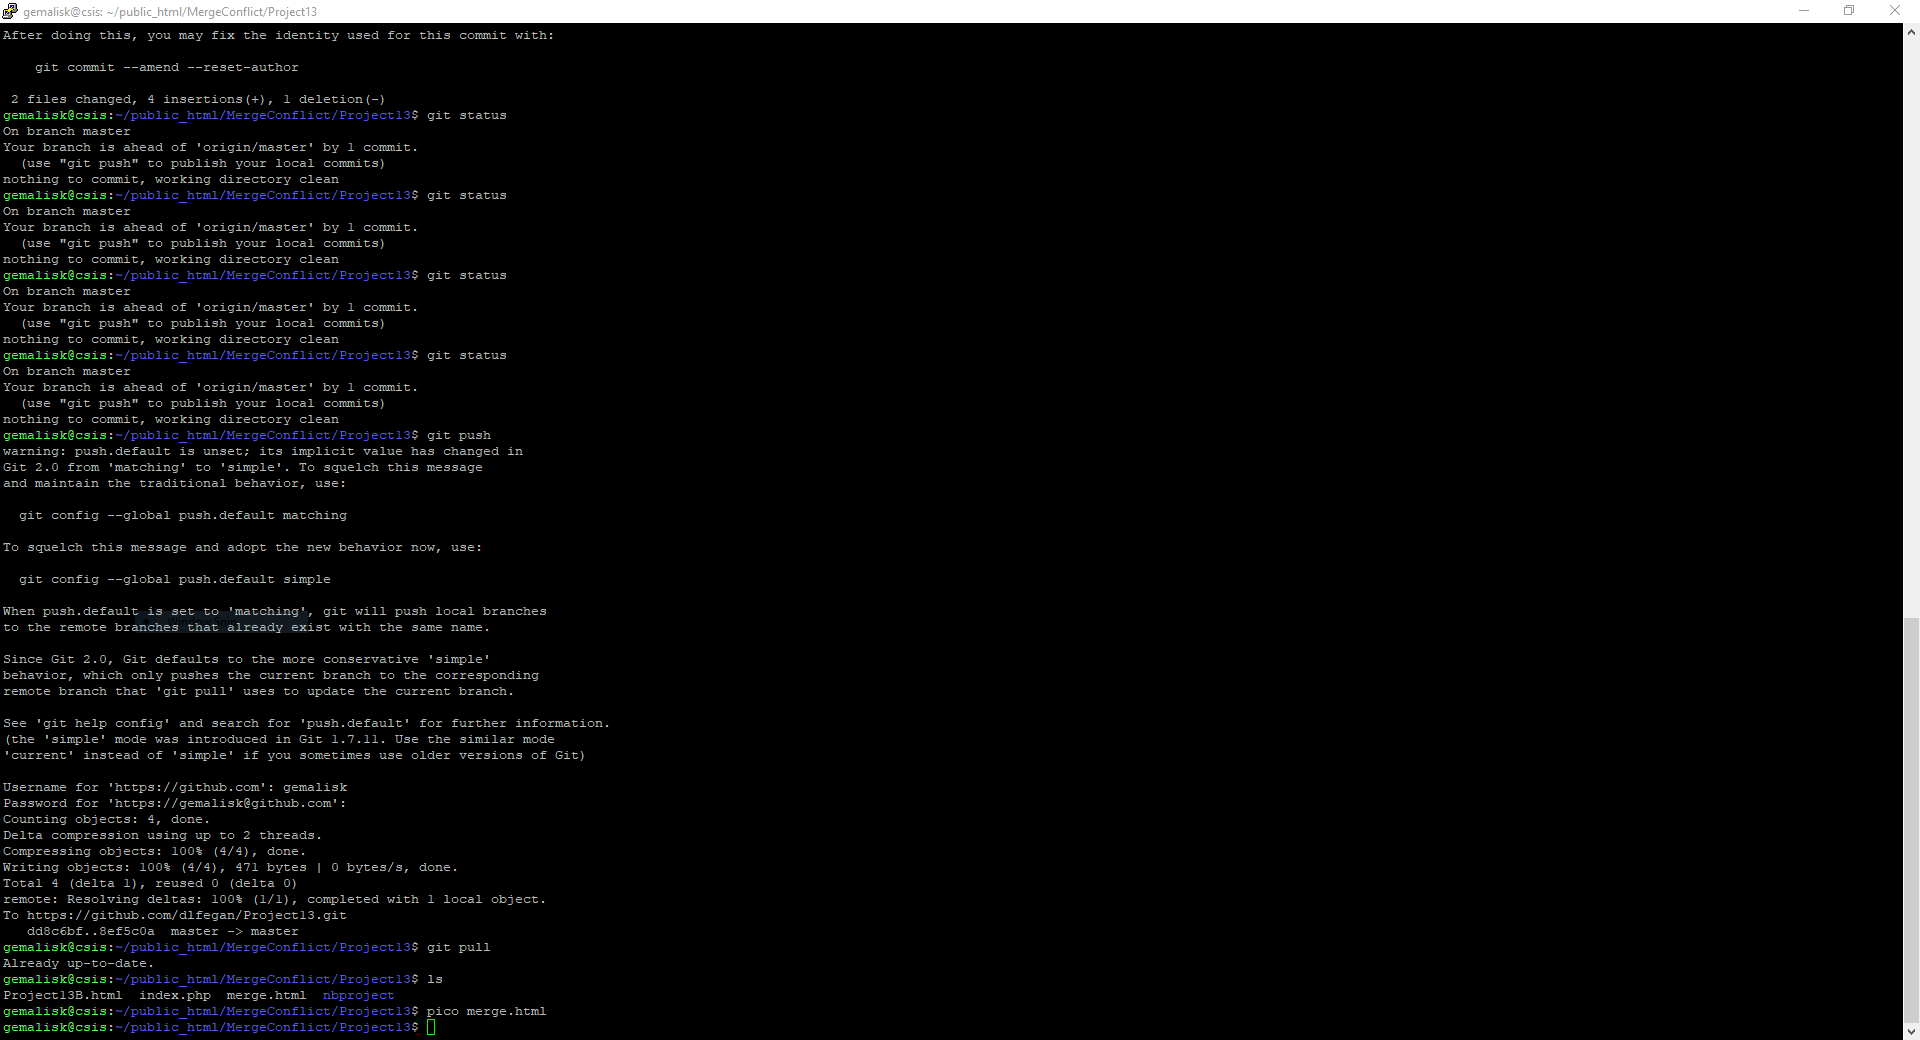 gemalisk@csis: ~/public_html/MergeConflict/Project13
After doing this, you may fix the identity used for this commit with:
    git commit --amend --reset-author
 2 files changed, 4 insertions(+), 1 deletion(-)
gemalisk@csis:~/public_html/MergeConflict/Project13$ git status
On branch master
Your branch is ahead of 'origin/master' by 1 commit.
  (use "git push" to publish your local commits)
nothing to commit, working directory clean
gemalisk@csis:~/public_html/MergeConflict/Project13$ git status
On branch master
Your branch is ahead of 'origin/master' by 1 commit.
  (use "git push" to publish your local commits)
nothing to commit, working directory clean
gemalisk@csis:~/public_html/MergeConflict/Project13$ git status
On branch master
Your branch is ahead of 'origin/master' by 1 commit.
  (use "git push" to publish your local commits)
nothing to commit, working directory clean
gemalisk@csis:~/public_html/MergeConflict/Project13$ git status
On branch master
Your branch is ahead of 'origin/master' by 1 commit.
  (use "git push" to publish your local commits)
nothing to commit, working directory clean
gemalisk@csis:~/public_html/MergeConflict/Project13$ git push
warning: push.default is unset; its implicit value has changed in
Git 2.0 from 'matching' to 'simple'. To squelch this message
and maintain the traditional behavior, use:
  git config --global push.default matching
To squelch this message and adopt the new behavior now, use:
  git config --global push.default simple
When push.default is set to 'matching', git will push local branches
to the remote branches that already exist with the same name.
Since Git 2.0, Git defaults to the more conservative 'simple'
behavior, which only pushes the current branch to the corresponding
remote branch that 'git pull' uses to update the current branch.
See 'git help config' and search for 'push.default' for further information.
(the 'simple' mode was introduced in Git 1.7.11. Use the similar mode
'current' instead of 'simple' if you sometimes use older versions of Git)
Username for 'https://github.com': gemalisk
Password for 'https://gemalisk@github.com':
Counting objects: 4, done.
Delta compression using up to 2 threads.
Compressing objects: 100% (4/4), done.
Writing objects: 100% (4/4), 471 bytes | 0 bytes/s, done.
Total 4 (delta 1), reused 0 (delta 0)
remote: Resolving deltas: 100% (1/1), completed with 1 local object.
To https://github.com/dlfegan/Project13.git
   dd8c6bf..8ef5c0a  master -> master
gemalisk@csis:~/public_html/MergeConflict/Project13$ git pull
Already up-to-date.
gemalisk@csis:~/public_html/MergeConflict/Project13$ ls
Project13B.html  index.php  merge.html  nbproject
gemalisk@csis:~/public_html/MergeConflict/Project13$ pico merge.html
gemalisk@csis:~/public_html/MergeConflict/Project13$